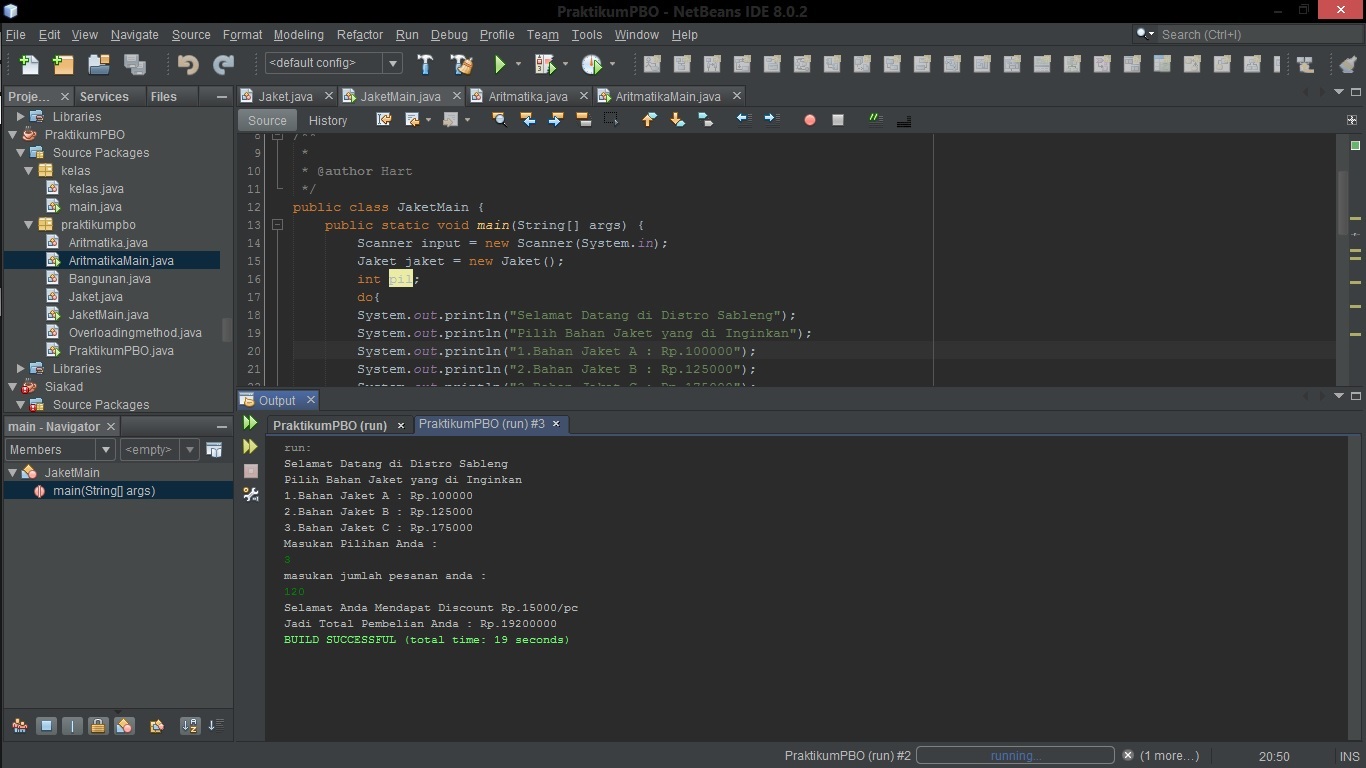 PraktikumPBO - NetBeans IDE 8.0.2
File Edit View Navigate Source Format Modeling Refactor Run Debug Profile Team Tools Window Help
Search (Ctrl+I)
<default config>
Proje... Services Files
Libraries
PraktikumPBO
Source Packages
kelas
kelas.java
main.java
praktikumpbo
Aritmatika.java
AritmatikaMain.java
Bangunan.java
Jaket.java
JaketMain.java
Overloadingmethod.java
PraktikumPBO.java
Libraries
Siakad
Source Packages
main - Navigator
Members <empty>
JaketMain
main(String[] args)
Jaket.java JaketMain.java Aritmatika.java AritmatikaMain.java
Source History
8 /**
9 *
10 * @author Hart
11 */
12 public class JaketMain {
13 public static void main(String[] args) {
14 Scanner input = new Scanner(System.in);
15 Jaket jaket = new Jaket();
16 int pil;
17 do{
18 System.out.println("Selamat Datang di Distro Sableng");
19 System.out.println("Pilih Bahan Jaket yang di Inginkan");
20 System.out.println("1.Bahan Jaket A : Rp.100000");
21 System.out.println("2.Bahan Jaket B : Rp.125000");
22 System.out.println("3.Bahan Jaket C : Rp.175000");
Output
PraktikumPBO (run) PraktikumPBO (run) #3
run:
Selamat Datang di Distro Sableng
Pilih Bahan Jaket yang di Inginkan
1.Bahan Jaket A : Rp.100000
2.Bahan Jaket B : Rp.125000
3.Bahan Jaket C : Rp.175000
Masukan Pilihan Anda :
3
masukan jumlah pesanan anda :
120
Selamat Anda Mendapat Discount Rp.15000/pc
Jadi Total Pembelian Anda : Rp.19200000
BUILD SUCCESSFUL (total time: 19 seconds)
PraktikumPBO (run) #2 running... (1 more...) 20:50 INS